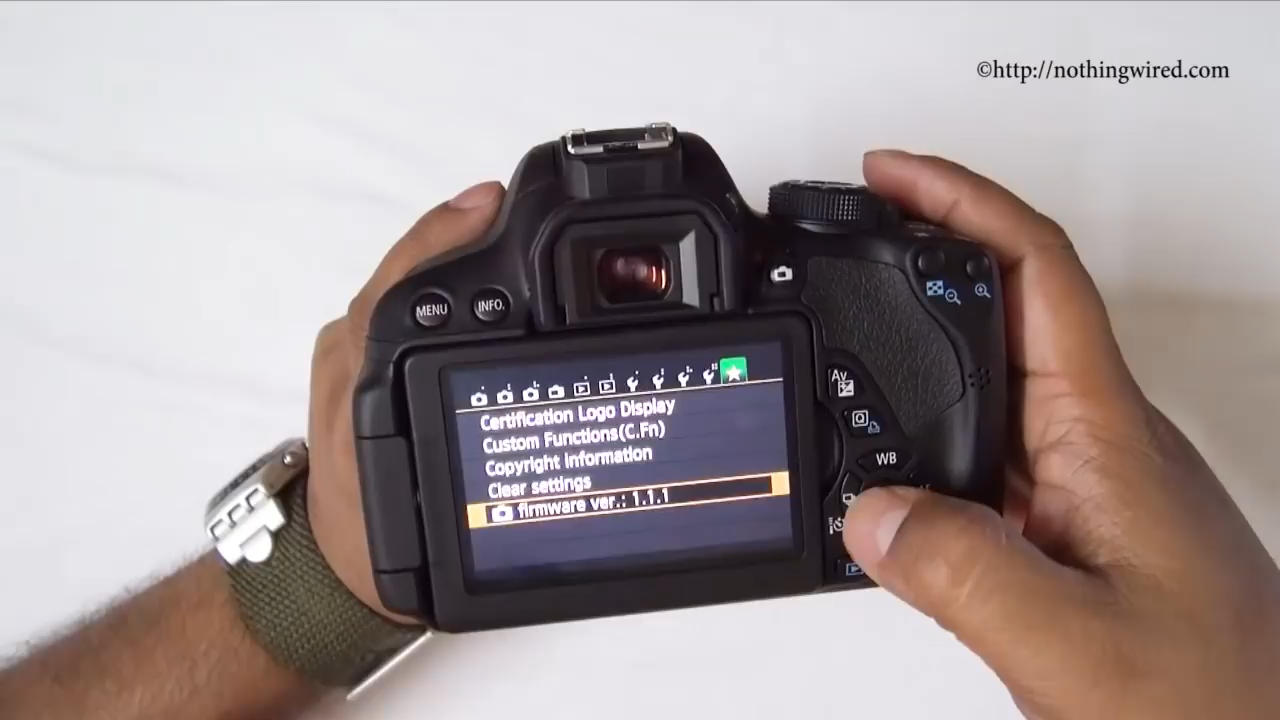 ©http://nothingwired.com
MENU
INFO.
Certification Logo Display
Custom Functions(C.Fn)
Copyright information
Clear settings
firmware ver.: 1.1.1
Av
Q
WB